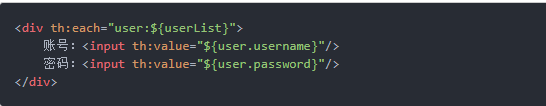 <div th:each="user:${userList}">
账号：<input th:value="${user.username}"/>
密码：<input th:value="${user.password}"/>
</div>